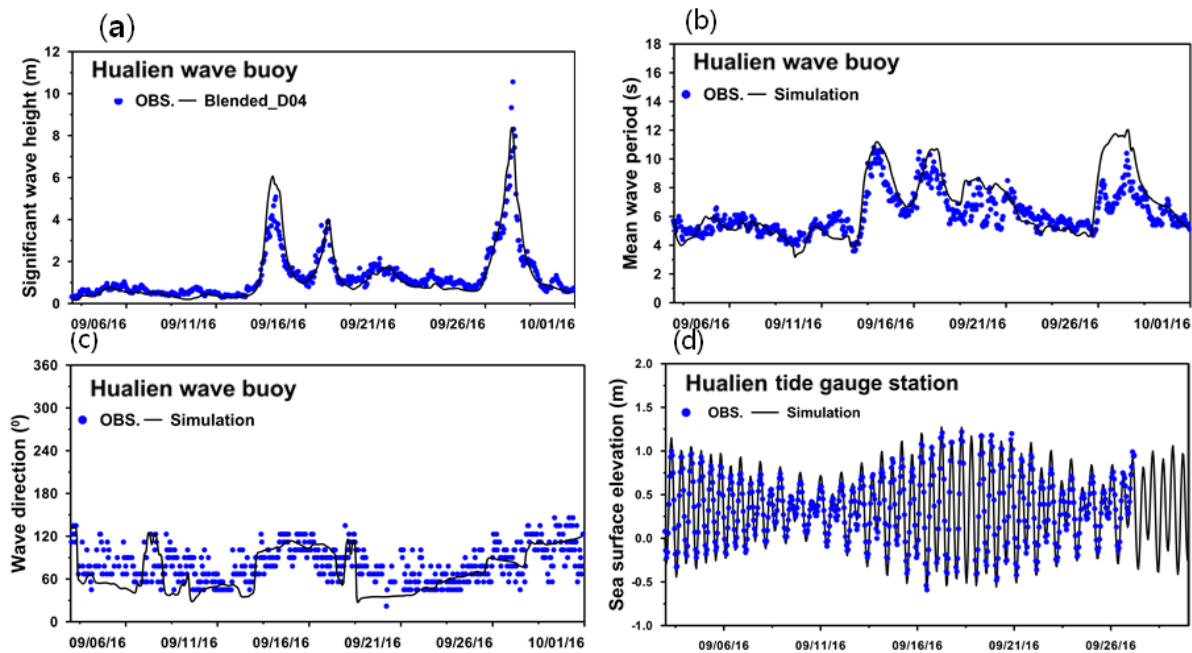 (a)
Hualien wave buoy
OBS. — Blended_D04
Significant wave height (m)
12
10
8
6
4
2
0
09/06/16 09/11/16 09/16/16 09/21/16 09/26/16 10/01/16
(b)
Hualien wave buoy
OBS. — Simulation
Mean wave period (s)
18
16
14
12
10
8
6
4
2
0
09/06/16 09/11/16 09/16/16 09/21/16 09/26/16 10/01/16
(c)
Hualien wave buoy
OBS. — Simulation
Wave direction (º)
360
300
240
180
120
60
0
09/06/16 09/11/16 09/16/16 09/21/16 09/26/16 10/01/16
(d)
Hualien tide gauge station
OBS. — Simulation
Sea surface elevation (m)
2.0
1.5
1.0
0.5
0.0
-0.5
-1.0
09/06/16 09/11/16 09/16/16 09/21/16 09/26/16